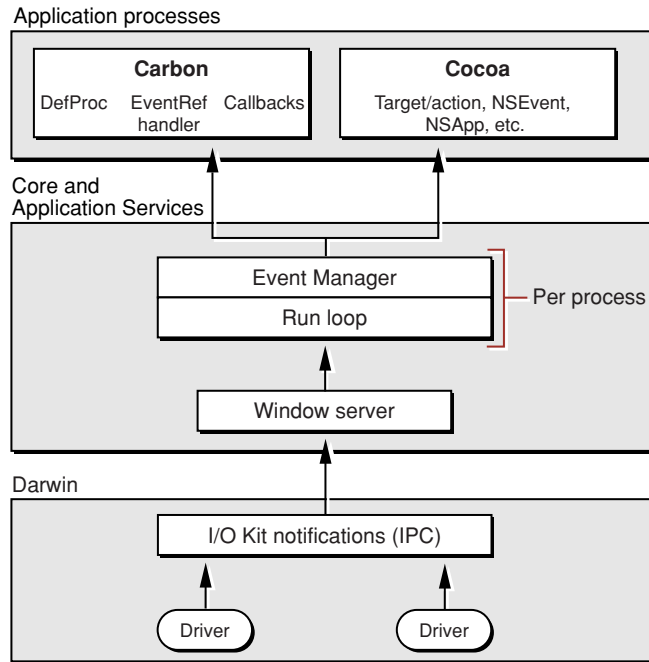 Application processes
Carbon
DefProc EventRef Callbacks
handler
Cocoa
Target/action, NSEvent,
NSApp, etc.
Core and
Application Services
Event Manager
Run loop
Per process
Window server
Darwin
I/O Kit notifications (IPC)
Driver
Driver